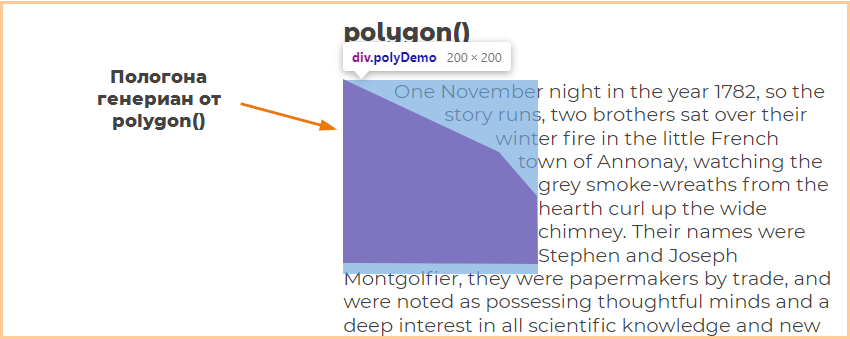 polygon()
div.polyDemo 200 × 200
Пологона
генериан от
polygon()
One November night in the year 1782, so the
story runs, two brothers sat over their
winter fire in the little French
town of Annonay, watching the
grey smoke-wreaths from the
hearth curl up the wide
chimney. Their names were
Stephen and Joseph
Montgolfier, they were papermakers by trade, and
were noted as possessing thoughtful minds and a
deep interest in all scientific knowledge and new